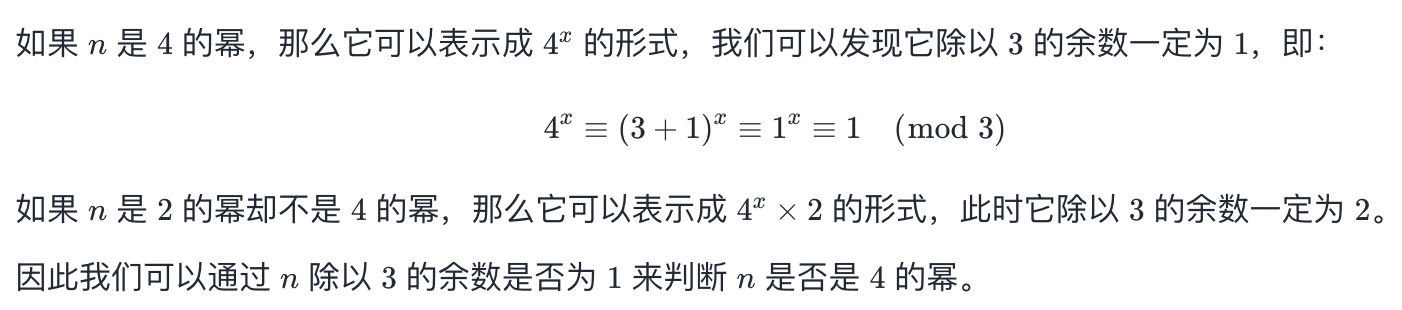 如果 n 是 4 的幂，那么它可以表示成 4ˣ 的形式，我们可以发现它除以 3 的余数一定为 1，即：
4ˣ ≡ (3 + 1)ˣ ≡ 1ˣ ≡ 1 (mod 3)
如果 n 是 2 的幂却不是 4 的幂，那么它可以表示成 4ˣ × 2 的形式，此时它除以 3 的余数一定为 2。
因此我们可以通过 n 除以 3 的余数是否为 1 来判断 n 是否是 4 的幂。